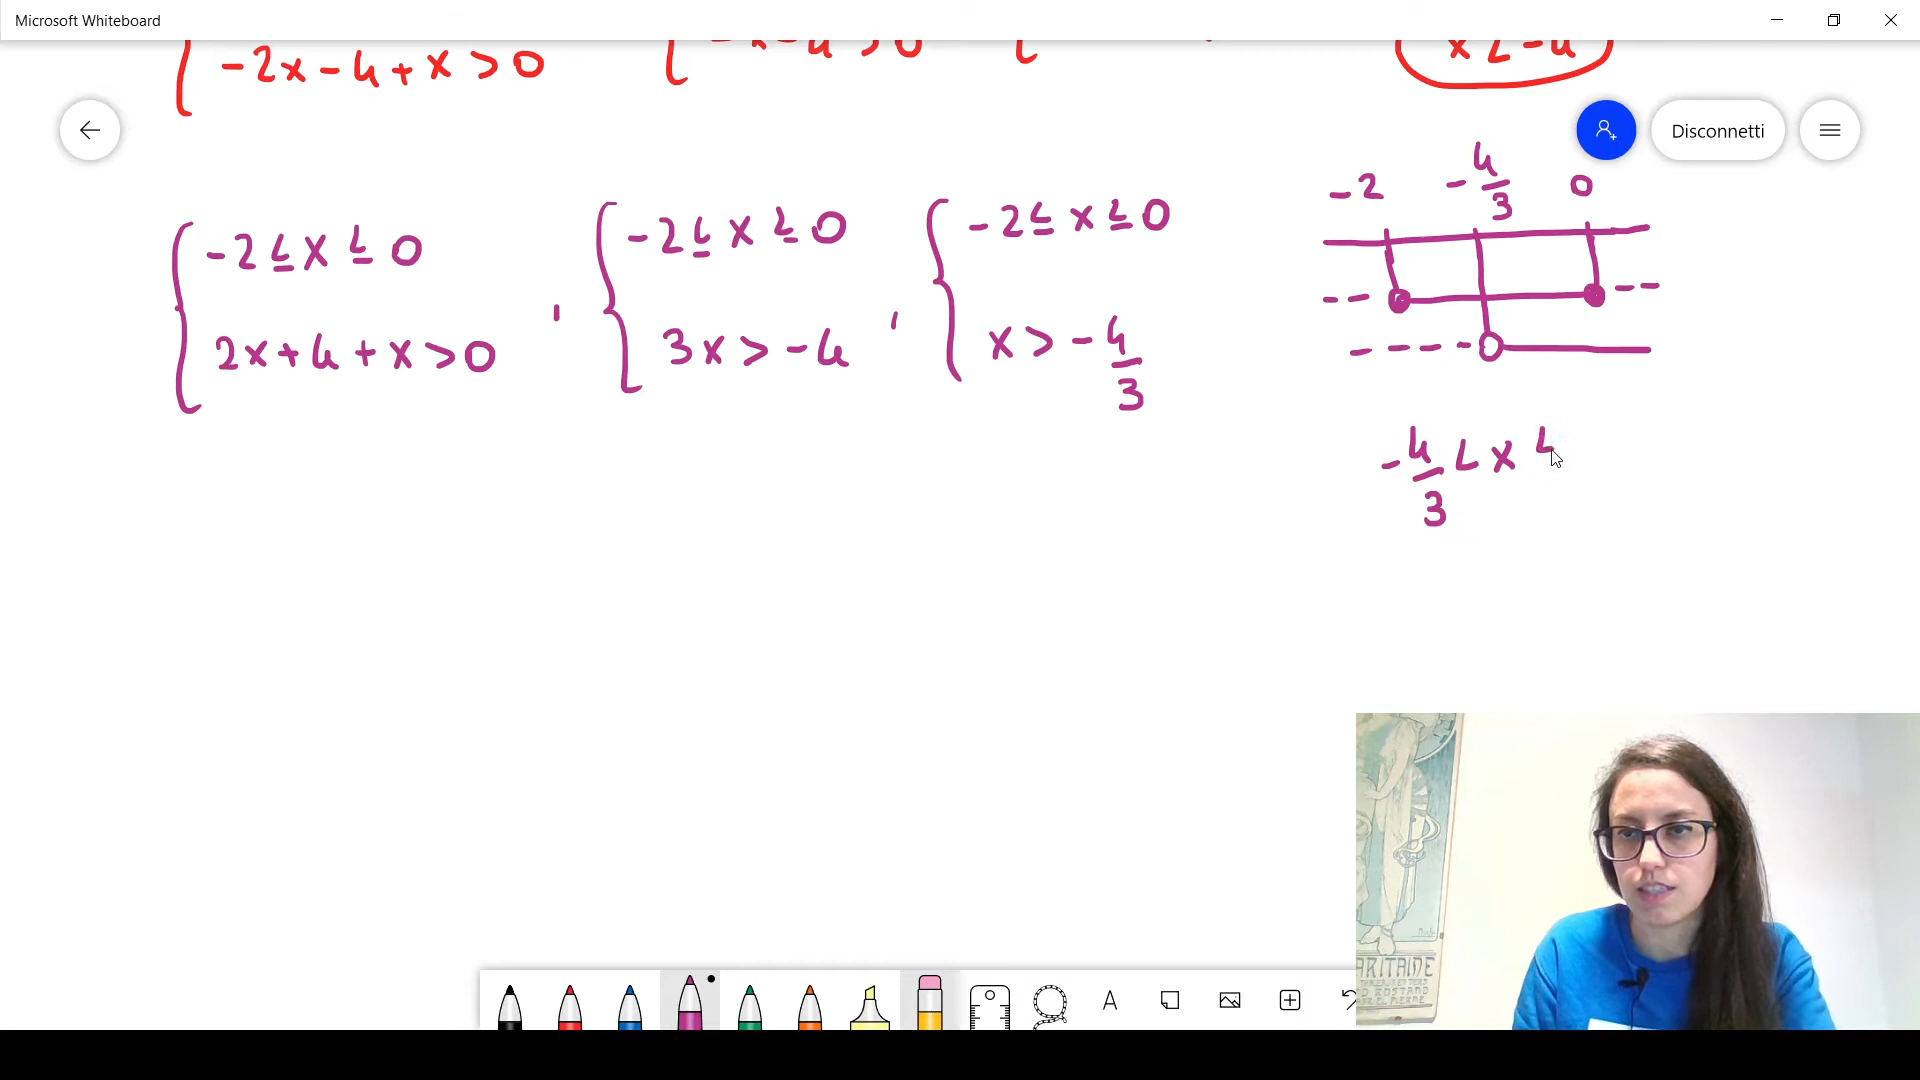 Microsoft Whiteboard
-2x-4+x>0
x<-4
Disconnetti
-2 -4/3 0
-2≤x≤0 , -2≤x≤0 , -2≤x≤0
2x+4+x>0 3x>-4 x>-4/3
-4/3<x<
A